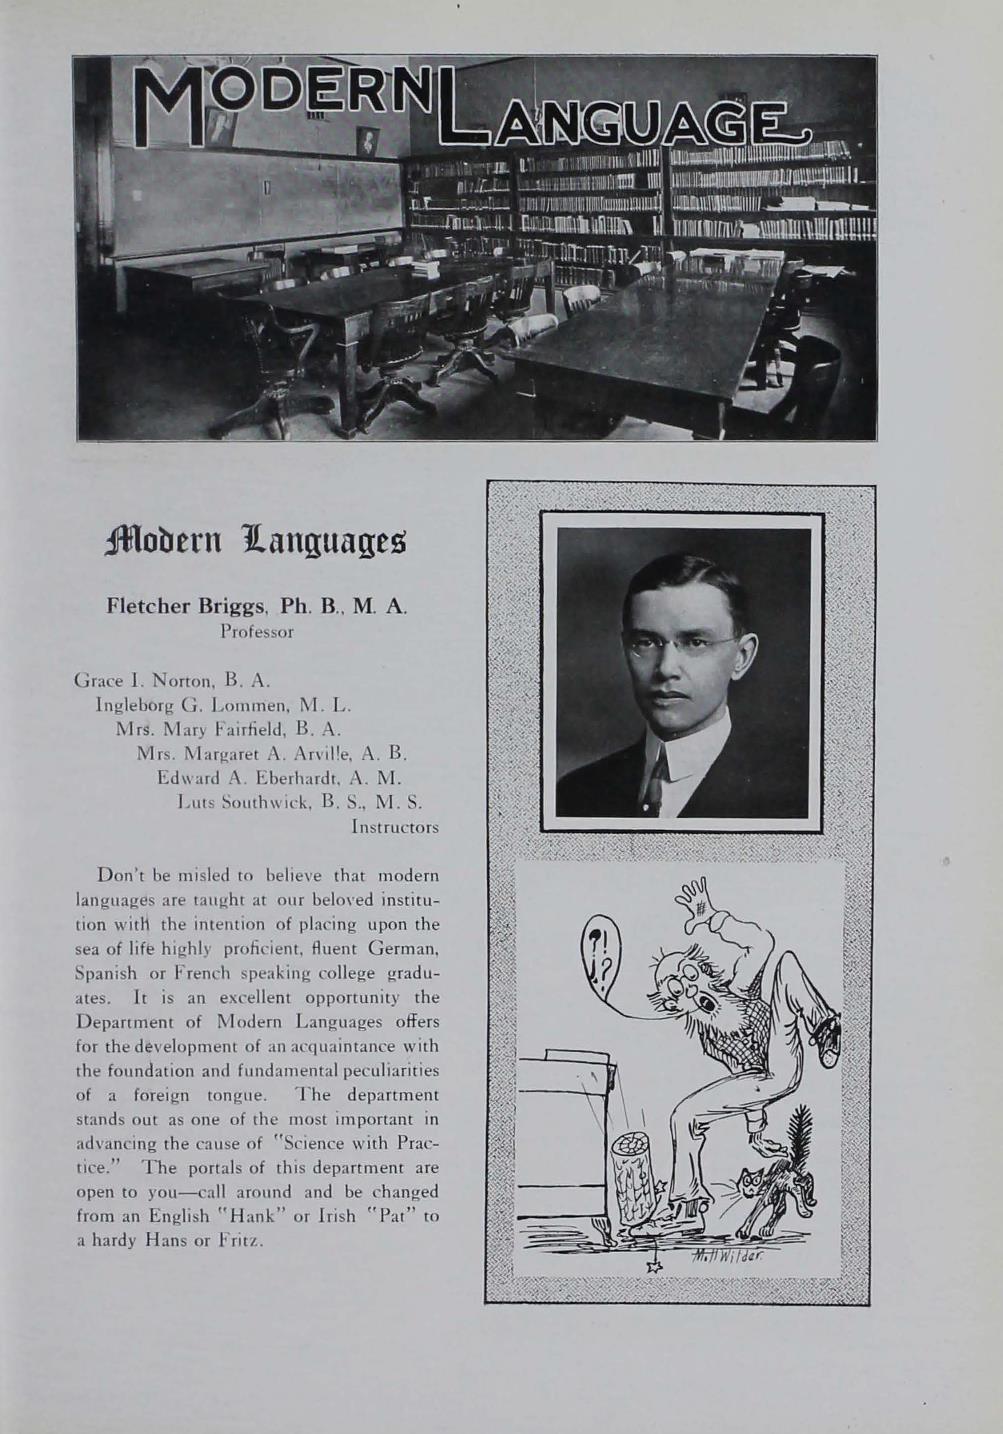 MODERN LANGUAGE
Modern Languages
Fletcher Briggs, Ph. B., M. A.
Professor
Grace I. Norton, B. A.
Ingleborg G. Lommen, M. L.
Mrs. Mary Fairfield, B. A.
Mrs. Margaret A. Arville, A. B.
Edward A. Eberhardt, A. M.
Luts Southwick, B. S., M. S.
Instructors
Don't be misled to believe that modern
languages are taught at our beloved institu-
tion with the intention of placing upon the
sea of life highly proficient, fluent German,
Spanish or French speaking college gradu-
ates. It is an excellent opportunity the
Department of Modern Languages offers
for the development of an acquaintance with
the foundation and fundamental peculiarities
of a foreign tongue. The department
stands out as one of the most important in
advancing the cause of "Science with Prac-
tice." The portals of this department are
open to you—call around and be changed
from an English "Hank" or Irish "Pat" to
a hardy Hans or Fritz.
?!
!?
Mott Wilder.